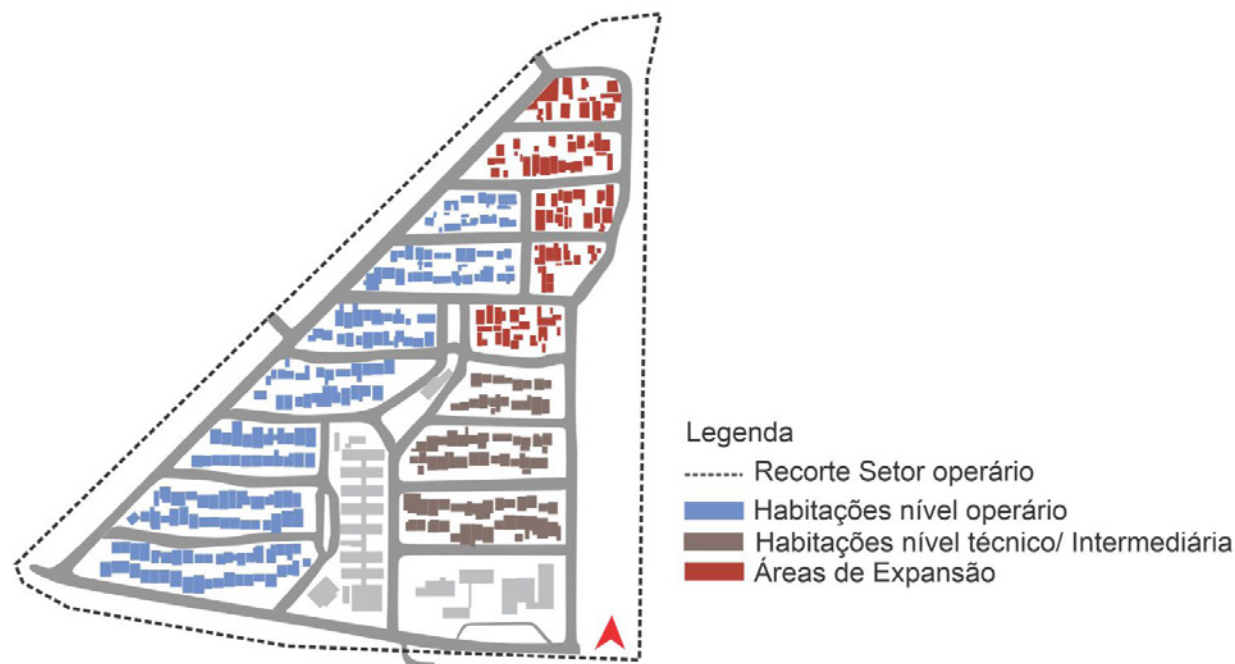 Legenda
Recorte Setor operário
Habitações nível operário
Habitações nível técnico/ Intermediária
Áreas de Expansão